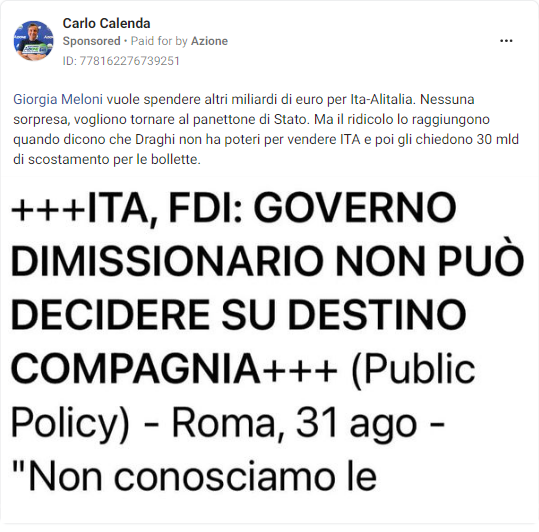 Carlo Calenda
Sponsored • Paid for by Azione
ID: 778162276739251
Giorgia Meloni vuole spendere altri miliardi di euro per Ita-Alitalia. Nessuna
sorpresa, vogliono tornare al panettone di Stato. Ma il ridicolo lo raggiungono
quando dicono che Draghi non ha poteri per vendere ITA e poi gli chiedono 30 mld
di scostamento per le bollette.
+++ITA, FDI: GOVERNO
DIMISSIONARIO NON PUÒ
DECIDERE SU DESTINO
COMPAGNIA+++ (Public
Policy) - Roma, 31 ago -
"Non conosciamo le